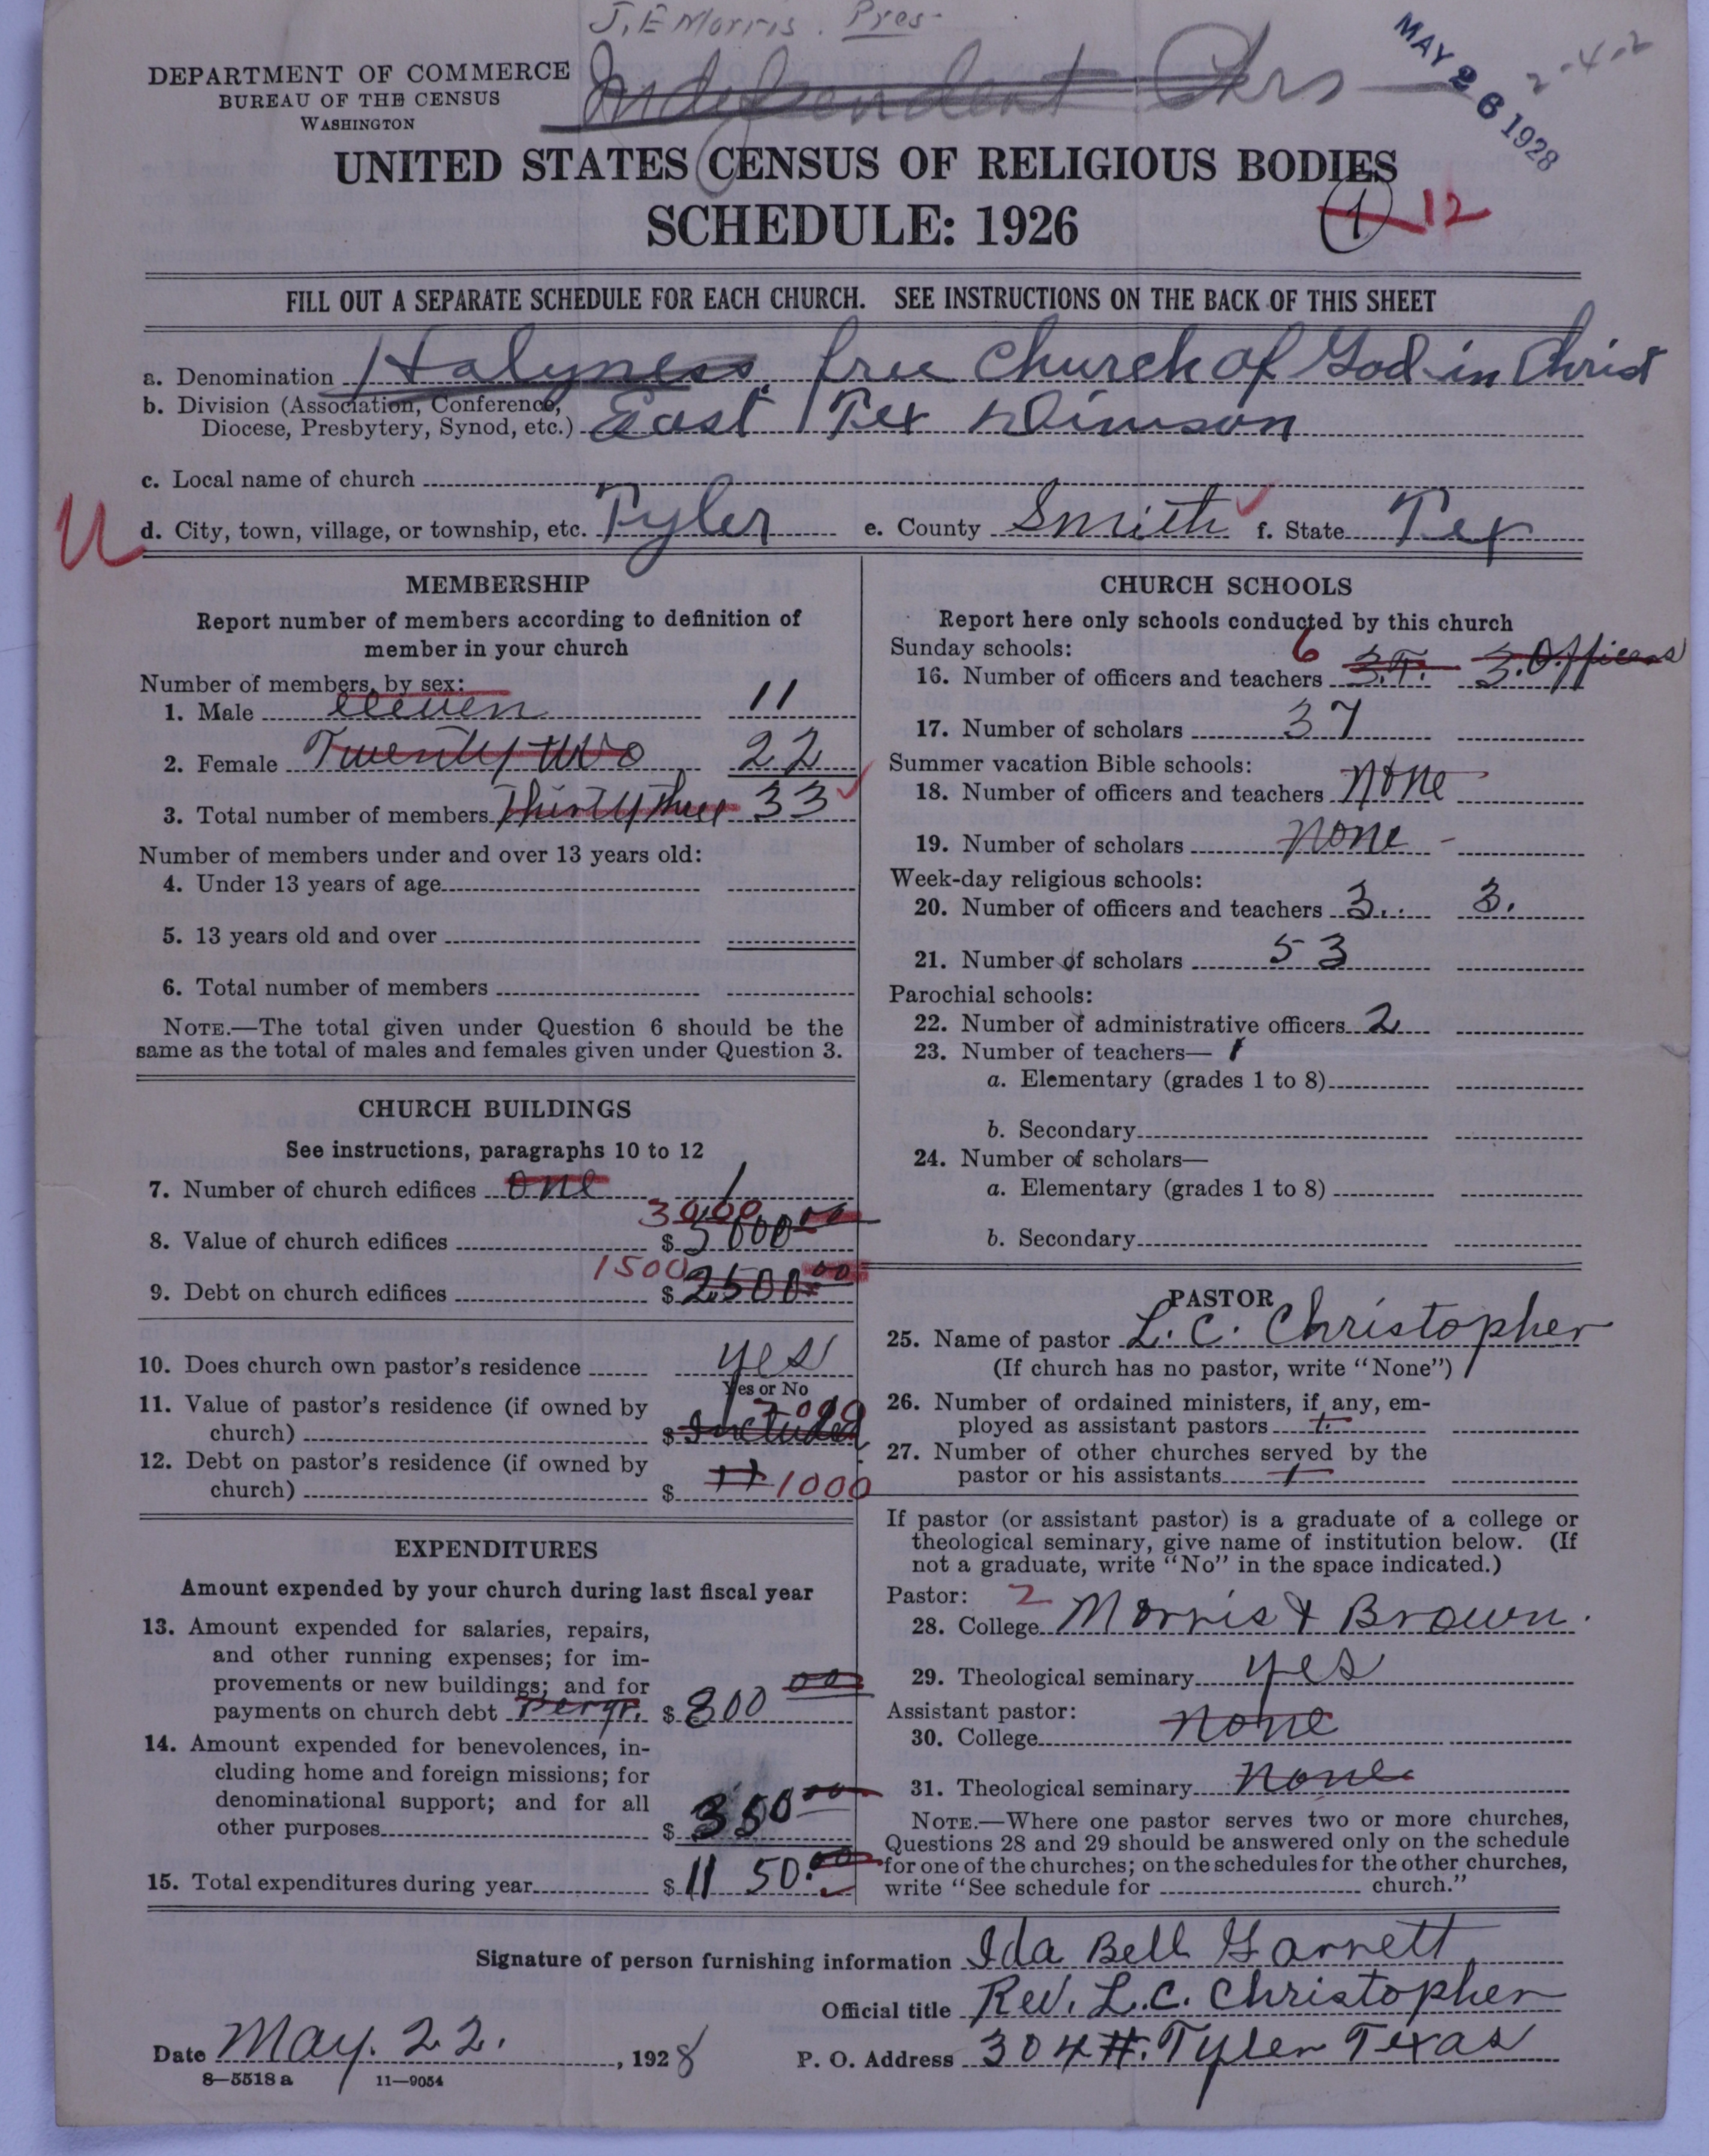 J. E Morris. Pres-
DEPARTMENT OF COMMERCE
BUREAU OF THE CENSUS
WASHINGTON
Independent Chrs
MAY 26 1928
2-4-2
UNITED STATES CENSUS OF RELIGIOUS BODIES
SCHEDULE: 1926
1 12
FILL OUT A SEPARATE SCHEDULE FOR EACH CHURCH. SEE INSTRUCTIONS ON THE BACK OF THIS SHEET
a. Denomination Holyness. free Church of God in Christ
b. Division (Association, Conference,
Diocese, Presbytery, Synod, etc.) East Tex Divison
c. Local name of church
U
d. City, town, village, or township, etc. Tyler e. County Smith f. State Tex
MEMBERSHIP
Report number of members according to definition of
member in your church
Number of members, by sex:
1. Male eleven 11
2. Female Twenty two 22
3. Total number of members Thirty three 33
Number of members under and over 13 years old:
4. Under 13 years of age
5. 13 years old and over
6. Total number of members
NOTE.—The total given under Question 6 should be the
same as the total of males and females given under Question 3.
CHURCH BUILDINGS
See instructions, paragraphs 10 to 12
7. Number of church edifices one 1
3000
8. Value of church edifices $ 5000 00
1500
9. Debt on church edifices $ 2500.00
10. Does church own pastor's residence yes
Yes or No
11. Value of pastor's residence (if owned by 2000
church) $ Included
12. Debt on pastor's residence (if owned by
church) $ 1000
EXPENDITURES
Amount expended by your church during last fiscal year
13. Amount expended for salaries, repairs,
and other running expenses; for im-
provements or new buildings; and for
payments on church debt per yr. $ 800 00
14. Amount expended for benevolences, in-
cluding home and foreign missions; for
denominational support; and for all
other purposes $ 350 00
15. Total expenditures during year $ 11 50.00
CHURCH SCHOOLS
Report here only schools conducted by this church
Sunday schools:
16. Number of officers and teachers 6 3.T. 3.Officers
17. Number of scholars 37
Summer vacation Bible schools:
18. Number of officers and teachers none
19. Number of scholars none -
Week-day religious schools:
20. Number of officers and teachers 3. 3.
21. Number of scholars 53
Parochial schools:
22. Number of administrative officers 2
23. Number of teachers— 1
a. Elementary (grades 1 to 8)
b. Secondary
24. Number of scholars—
a. Elementary (grades 1 to 8)
b. Secondary
PASTOR
25. Name of pastor L. C. Christopher
(If church has no pastor, write "None")
26. Number of ordained ministers, if any, em-
ployed as assistant pastors
27. Number of other churches served by the
pastor or his assistants 1
If pastor (or assistant pastor) is a graduate of a college or
theological seminary, give name of institution below. (If
not a graduate, write "No" in the space indicated.)
Pastor: 2
28. College Morris & Brown.
29. Theological seminary yes
Assistant pastor:
30. College none
31. Theological seminary none
NOTE.—Where one pastor serves two or more churches,
Questions 28 and 29 should be answered only on the schedule
for one of the churches; on the schedules for the other churches,
write "See schedule for church."
Signature of person furnishing information Ida Bell Garnett
Official title Rev. L.C. Christopher
Date May. 22. , 1928 P. O. Address 304 #. Tyler Texas
8—5518 a 11—9054